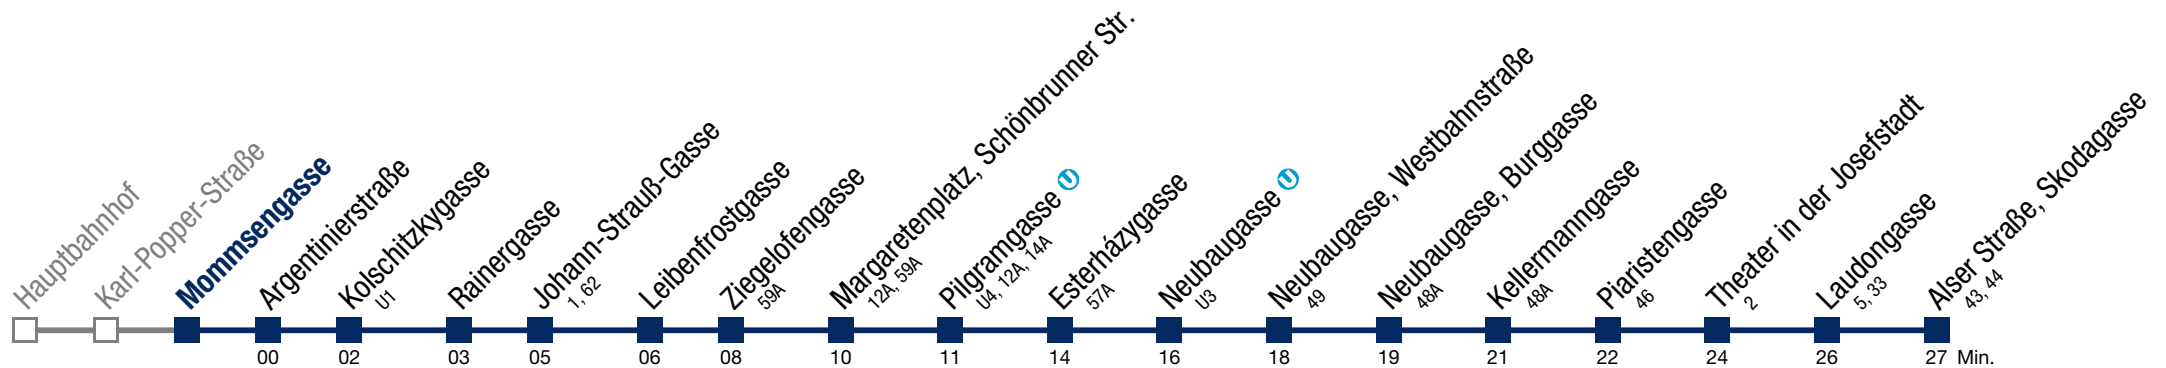 Hauptbahnhof
Karl-Popper-Straße
Mommsengasse
Argentinierstraße
00
Kolschitzkygasse
U1
02
Rainergasse
03
Johann-Strauß-Gasse
1, 62
05
Leibenfrostgasse
06
Ziegelofengasse
59A
08
Margaretenplatz, Schönbrunner Str.
12A, 59A
10
Pilgramgasse U
U4, 12A, 14A
11
Esterházygasse
57A
14
Neubaugasse U
U3
16
Neubaugasse, Westbahnstraße
49
18
Neubaugasse, Burggasse
48A
19
Kellermanngasse
48A
21
Piaristengasse
46
22
Theater in der Josefstadt
2
24
Laudongasse
5, 33
26
Alser Straße, Skodagasse
43, 44
27 Min.